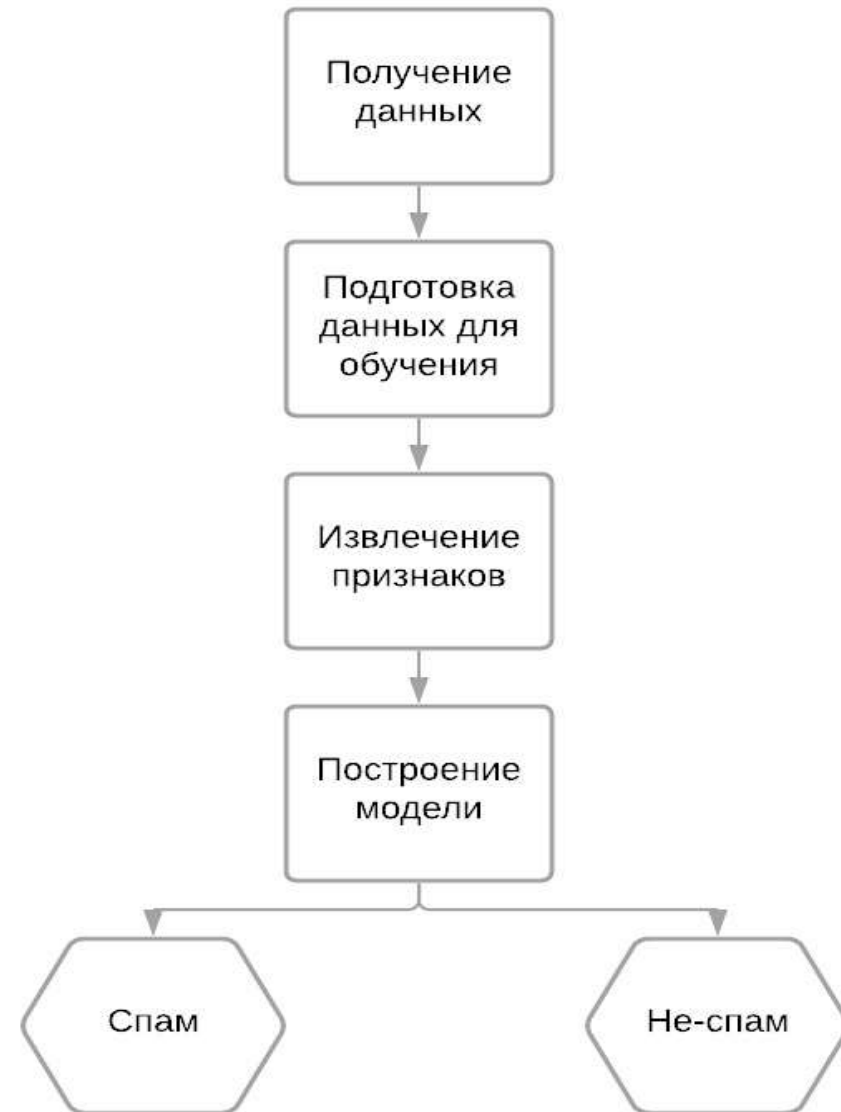 Получение
данных
Подготовка
данных для
обучения
Извлечение
признаков
Построение
модели
Спам
Не-спам